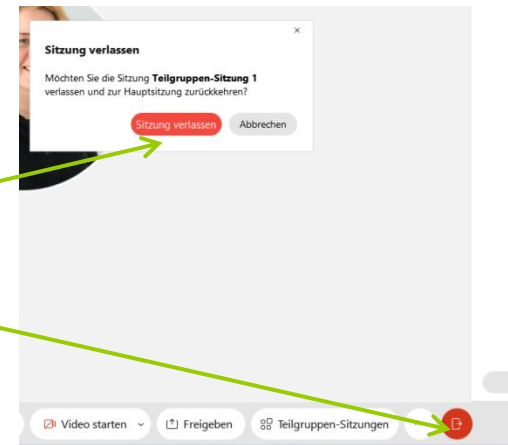 Sitzung verlassen
Möchten Sie die Sitzung Teilgruppen-Sitzung 1
verlassen und zur Hauptsitzung zurückkehren?
Sitzung verlassen Abbrechen
Video starten Freigeben Teilgruppen-Sitzungen